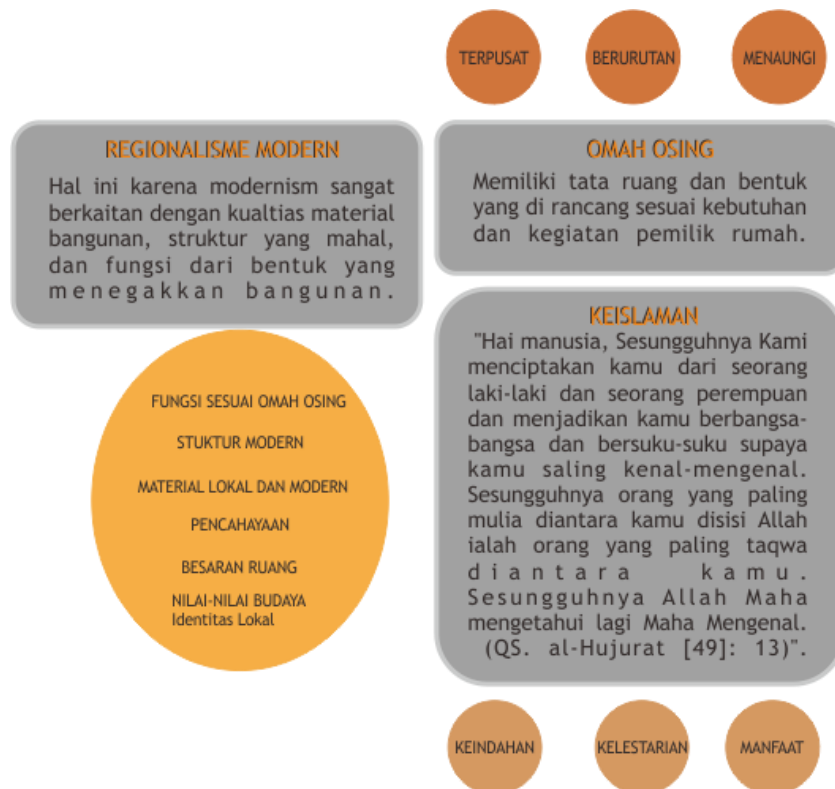 TERPUSAT
BERURUTAN
MENAUNGI
REGIONALISME MODERN
Hal ini karena modernism sangat
berkaitan dengan kualtias material
bangunan, struktur yang mahal,
dan fungsi dari bentuk yang
menegakkan bangunan.
OMAH OSING
Memiliki tata ruang dan bentuk
yang di rancang sesuai kebutuhan
dan kegiatan pemilik rumah.
FUNGSI SESUAI OMAH OSING
STUKTUR MODERN
MATERIAL LOKAL DAN MODERN
PENCAHAYAAN
BESARAN RUANG
NILAI-NILAI BUDAYA
Identitas Lokal
KEISLAMAN
"Hai manusia, Sesungguhnya Kami
menciptakan kamu dari seorang
laki-laki dan seorang perempuan
dan menjadikan kamu berbangsa-
bangsa dan bersuku-suku supaya
kamu saling kenal-mengenal.
Sesungguhnya orang yang paling
mulia diantara kamu disisi Allah
ialah orang yang paling taqwa
diantara kamu.
Sesungguhnya Allah Maha
mengetahui lagi Maha Mengenal.
(QS. al-Hujurat [49]: 13)".
KEINDAHAN
KELESTARIAN
MANFAAT